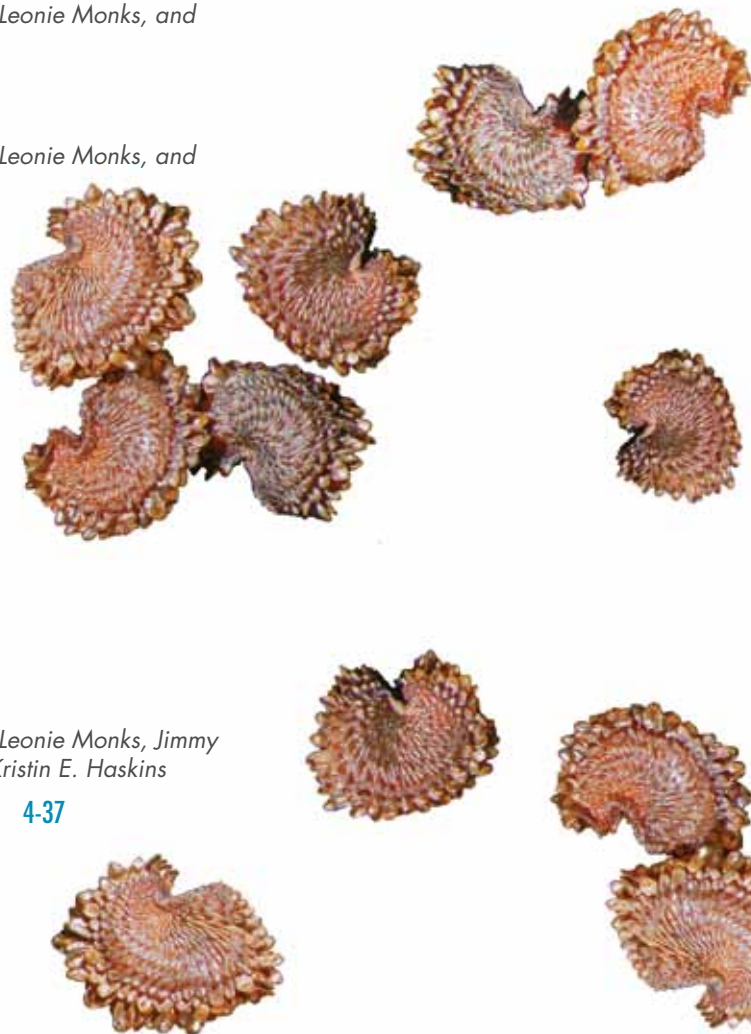 Leonie Monks, and
Leonie Monks, and
Leonie Monks, Jimmy
Kristin E. Haskins
4-37